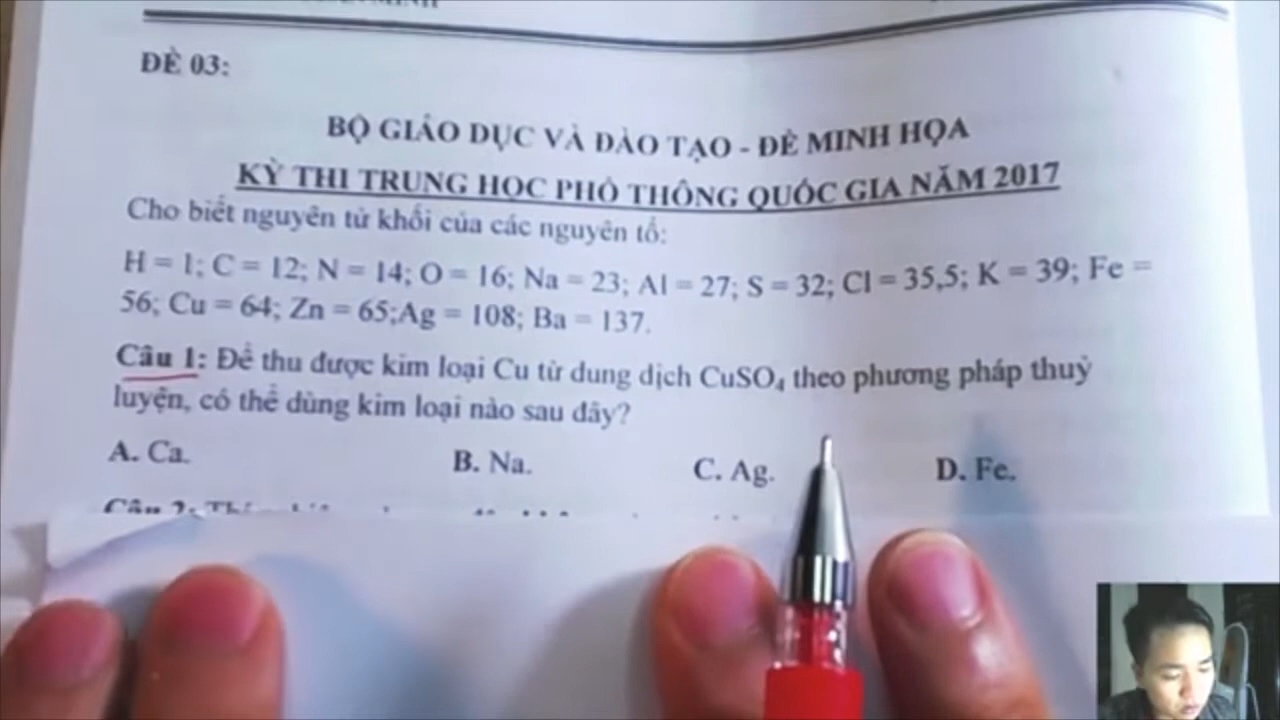 ĐỀ 03:
BỘ GIÁO DỤC VÀ ĐÀO TẠO - ĐỀ MINH HỌA
KỲ THI TRUNG HỌC PHỔ THÔNG QUỐC GIA NĂM 2017
Cho biết nguyên tử khối của các nguyên tố:
H = 1; C = 12; N = 14; O = 16; Na = 23; Al = 27; S = 32; Cl = 35,5; K = 39; Fe =
56; Cu = 64; Zn = 65;Ag = 108; Ba = 137.
Câu 1: Để thu được kim loại Cu từ dung dịch CuSO₄ theo phương pháp thuỷ
luyện, có thể dùng kim loại nào sau đây?
A. Ca. B. Na. C. Ag. D. Fe.
Câu 2: